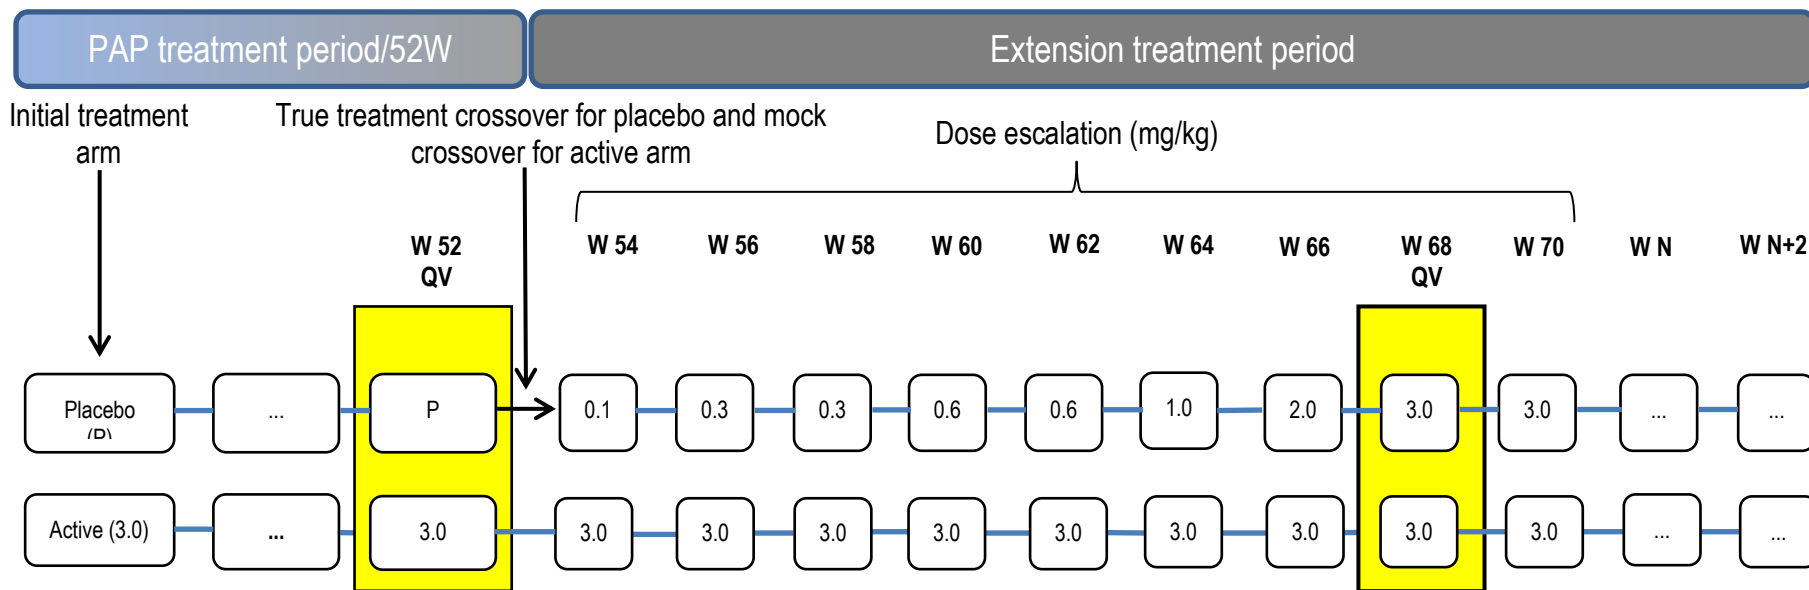 PAP treatment period/52W
Extension treatment period
Initial treatment
arm
True treatment crossover for placebo and mock
crossover for active arm
Dose escalation (mg/kg)
W 52
QV
W 54
W 56
W 58
W 60
W 62
W 64
W 66
W 68
QV
W 70
W N
W N+2
Placebo
(P)
...
P
0.1
0.3
0.3
0.6
0.6
1.0
2.0
3.0
3.0
...
...
Active (3.0)
...
3.0
3.0
3.0
3.0
3.0
3.0
3.0
3.0
3.0
3.0
...
...